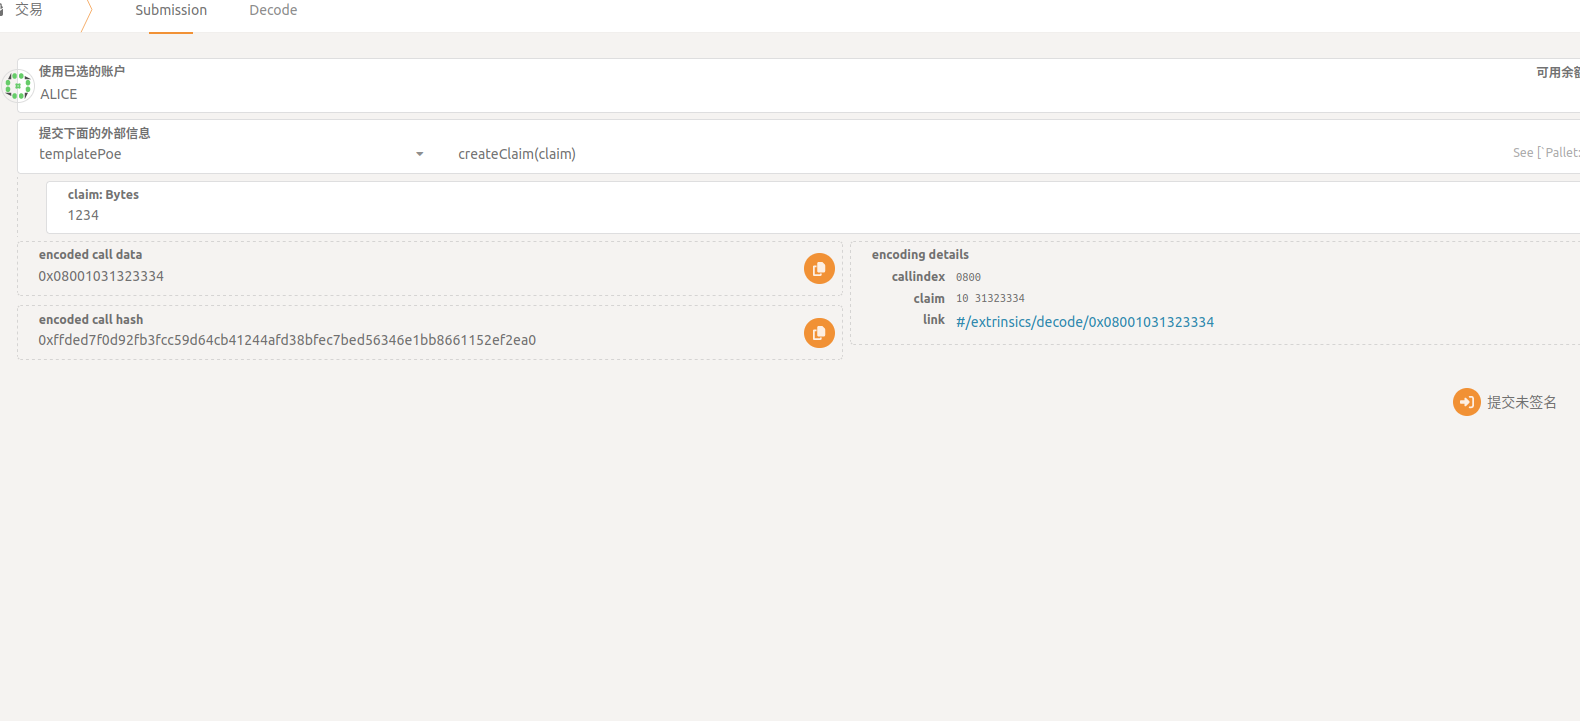 交易
Submission
Decode
使用已选的账户
可用余额
ALICE
提交下面的外部信息
templatePoe
createClaim(claim)
See [`Pallet:
claim: Bytes
1234
encoded call data
0x08001031323334
encoding details
callindex 0800
claim 10 31323334
link #/extrinsics/decode/0x08001031323334
encoded call hash
0xffded7f0d92fb3fcc59d64cb41244afd38bfec7bed56346e1bb8661152ef2ea0
提交未签名